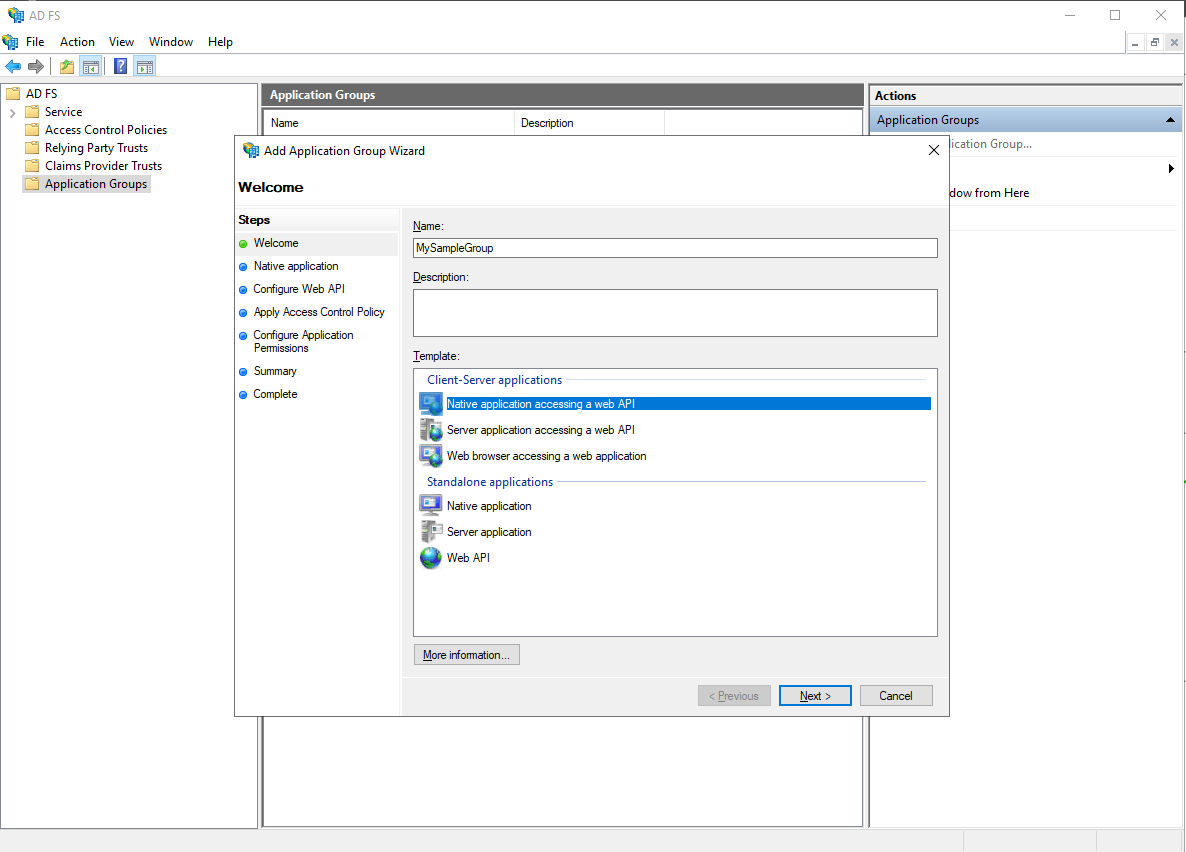 AD FS
File Action View Window Help
AD FS
Service
Access Control Policies
Relying Party Trusts
Claims Provider Trusts
Application Groups
Application Groups
Name Description
Actions
Application Groups
lication Group...
dow from Here
Add Application Group Wizard
Welcome
Steps
Welcome
Native application
Configure Web API
Apply Access Control Policy
Configure Application
Permissions
Summary
Complete
Name:
MySampleGroup
Description:
Template:
Client-Server applications
Native application accessing a web API
Server application accessing a web API
Web browser accessing a web application
Standalone applications
Native application
Server application
Web API
More information...
< Previous Next > Cancel